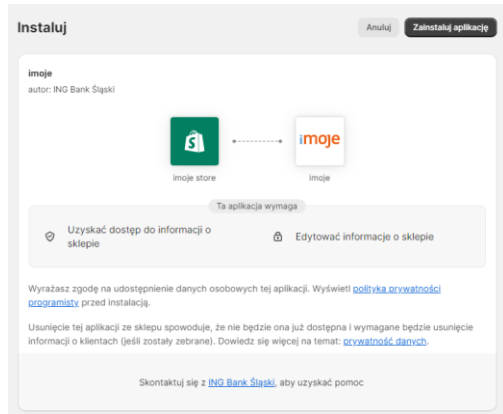 Instaluj
Anuluj
Zainstaluj aplikację
imoje
autor: ING Bank Śląski
imoje
imoje store
imoje
Ta aplikacja wymaga
Uzyskać dostęp do informacji o
sklepie
Edytować informacje o sklepie
Wyrażasz zgodę na udostępnienie danych osobowych tej aplikacji. Wyświetl polityka prywatności
programisty przed instalacją.
Usunięcie tej aplikacji ze sklepu spowoduje, że nie będzie ona już dostępna i wymagane będzie usunięcie
informacji o klientach (jeśli zostały zebrane). Dowiedz się więcej na temat: prywatność danych.
Skontaktuj się z ING Bank Śląski, aby uzyskać pomoc